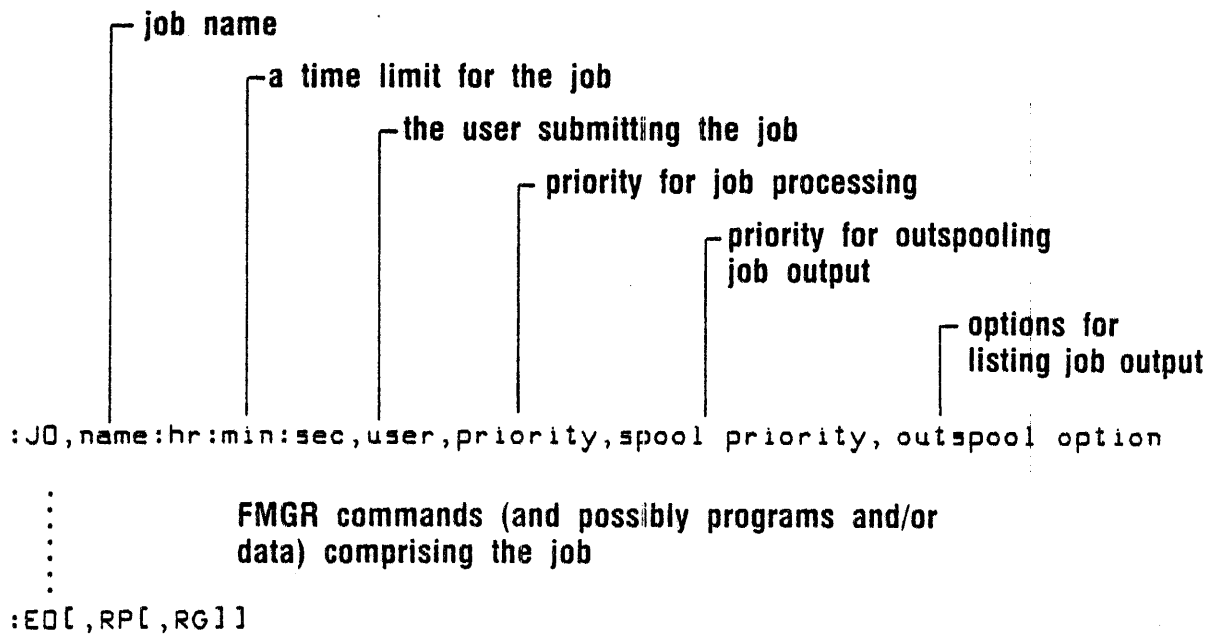 job name
a time limit for the job
the user submitting the job
priority for job processing
priority for outspooling
job output
options for
listing job output
:JO,name:hr:min:sec,user,priority,spool priority, outspool option
FMGR commands (and possibly programs and/or
data) comprising the job
:EO[,RP[,RG]]